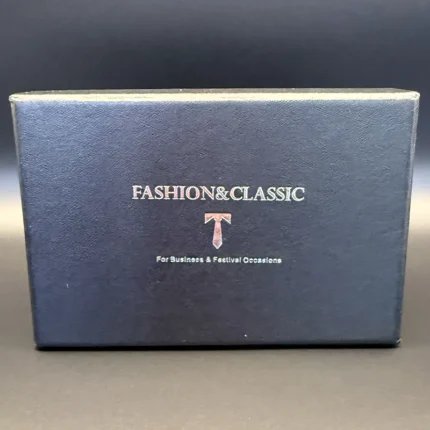 FASHION&CLASSIC
For Business & Festival Occasions